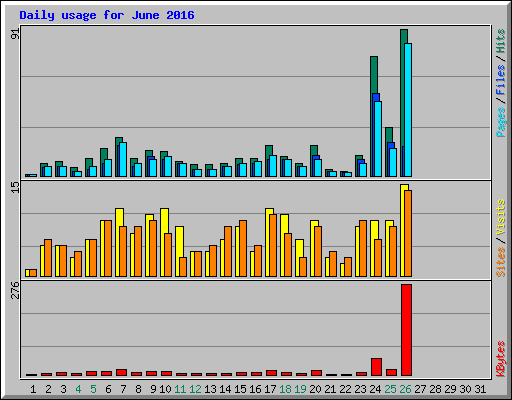 Daily usage for June 2016
91
Pages / Files / Hits
15
Sites / Visits
276
KBytes
1 2 3 4 5 6 7 8 9 10 11 12 13 14 15 16 17 18 19 20 21 22 23 24 25 26 27 28 29 30 31